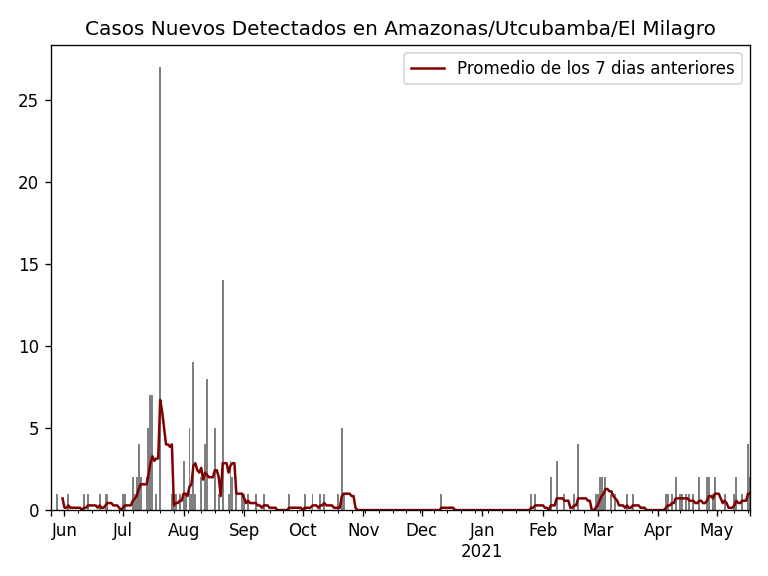 Casos Nuevos Detectados en Amazonas/Utcubamba/El Milagro
Promedio de los 7 dias anteriores
25
20
15
10
5
0
Jun Jul Aug Sep Oct Nov Dec Jan Feb Mar Apr May
2021